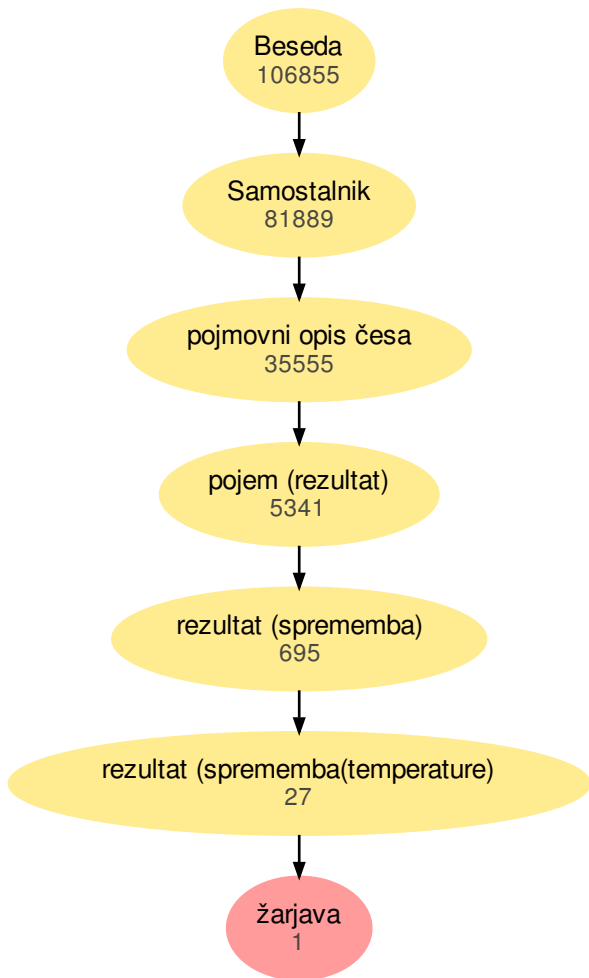 Beseda
106855
Samostalnik
81889
pojmovni opis česa
35555
pojem (rezultat)
5341
rezultat (sprememba)
695
rezultat (sprememba(temperature)
27
žarjava
1